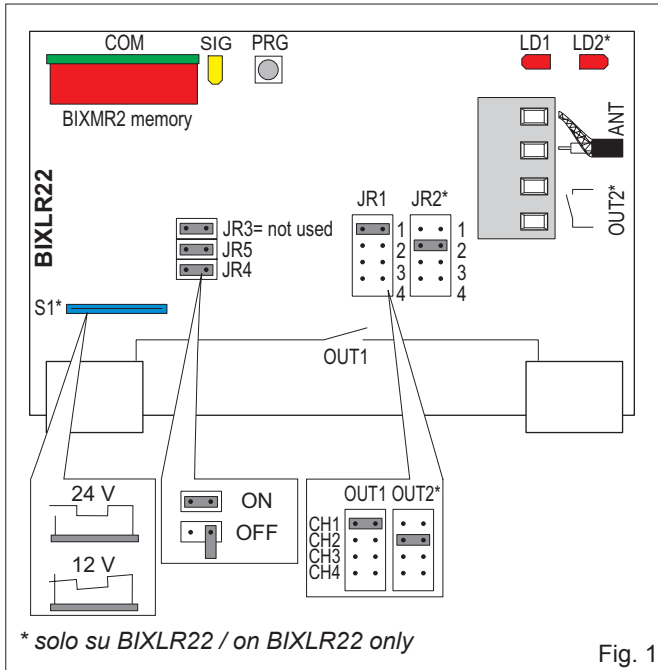 COM SIG PRG LD1 LD2*
BIXMR2 memory
ANT
OUT2*
BIXLR22
JR1 JR2*
JR3= not used
JR5
JR4
1 1
2 2
3 3
4 4
S1*
OUT1
24 V
12 V
ON
OFF
OUT1 OUT2*
CH1
CH2
CH3
CH4
* solo su BIXLR22 / on BIXLR22 only
Fig. 1